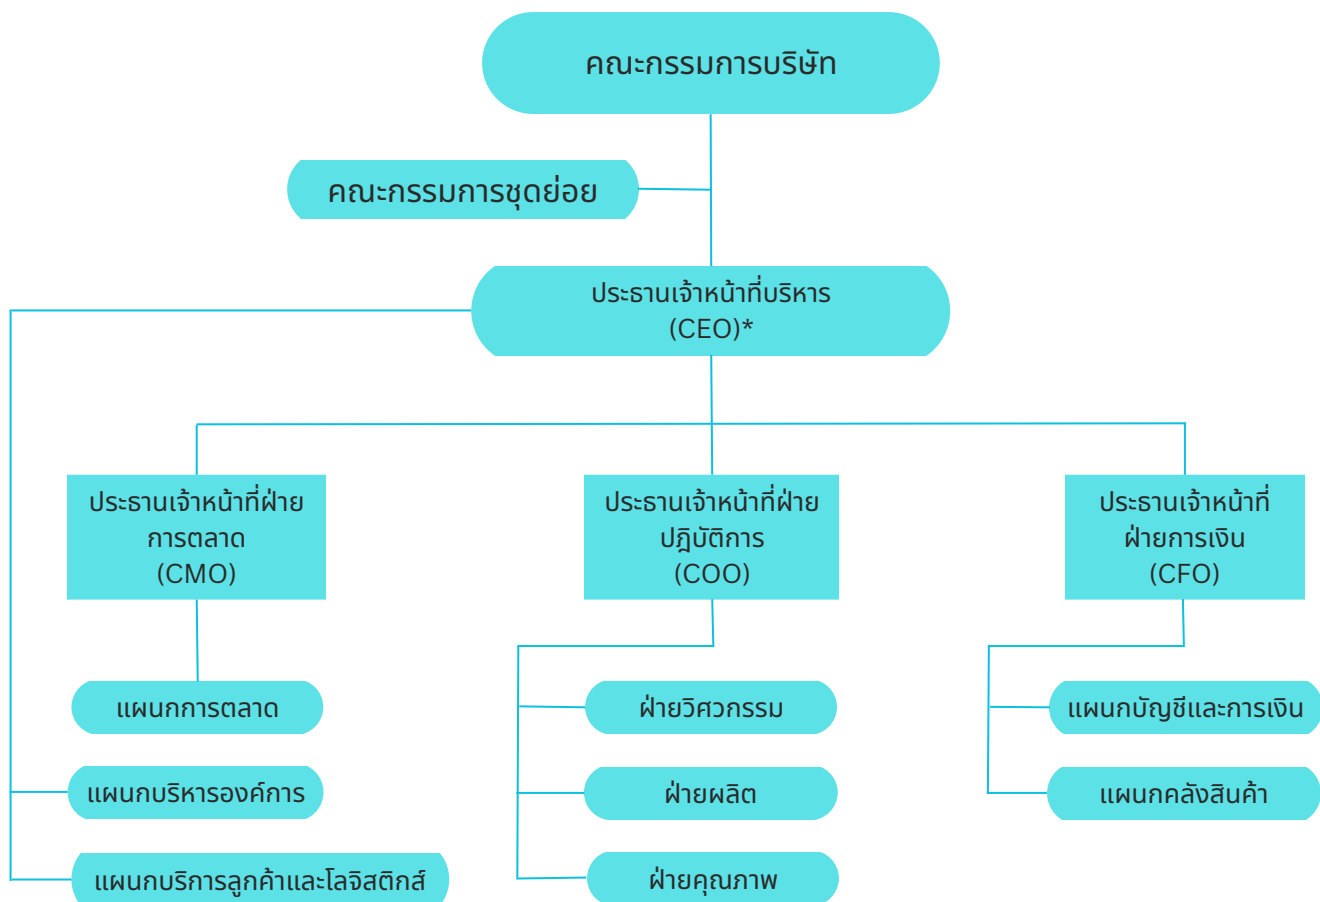 คณะกรรมการบริษัท
คณะกรรมการชุดย่อย
ประธานเจ้าหน้าที่บริหาร
(CEO)*
ประธานเจ้าหน้าที่ฝ่าย
การตลาด
(CMO)
ประธานเจ้าหน้าที่ฝ่าย
ปฎิบัติการ
(COO)
ประธานเจ้าหน้าที่
ฝ่ายการเงิน
(CFO)
แผนกการตลาด
ฝ่ายวิศวกรรม
แผนกบัญชีและการเงิน
แผนกบริหารองค์การ
ฝ่ายผลิต
แผนกคลังสินค้า
แผนกบริการลูกค้าและโลจิสติกส์
ฝ่ายคุณภาพ